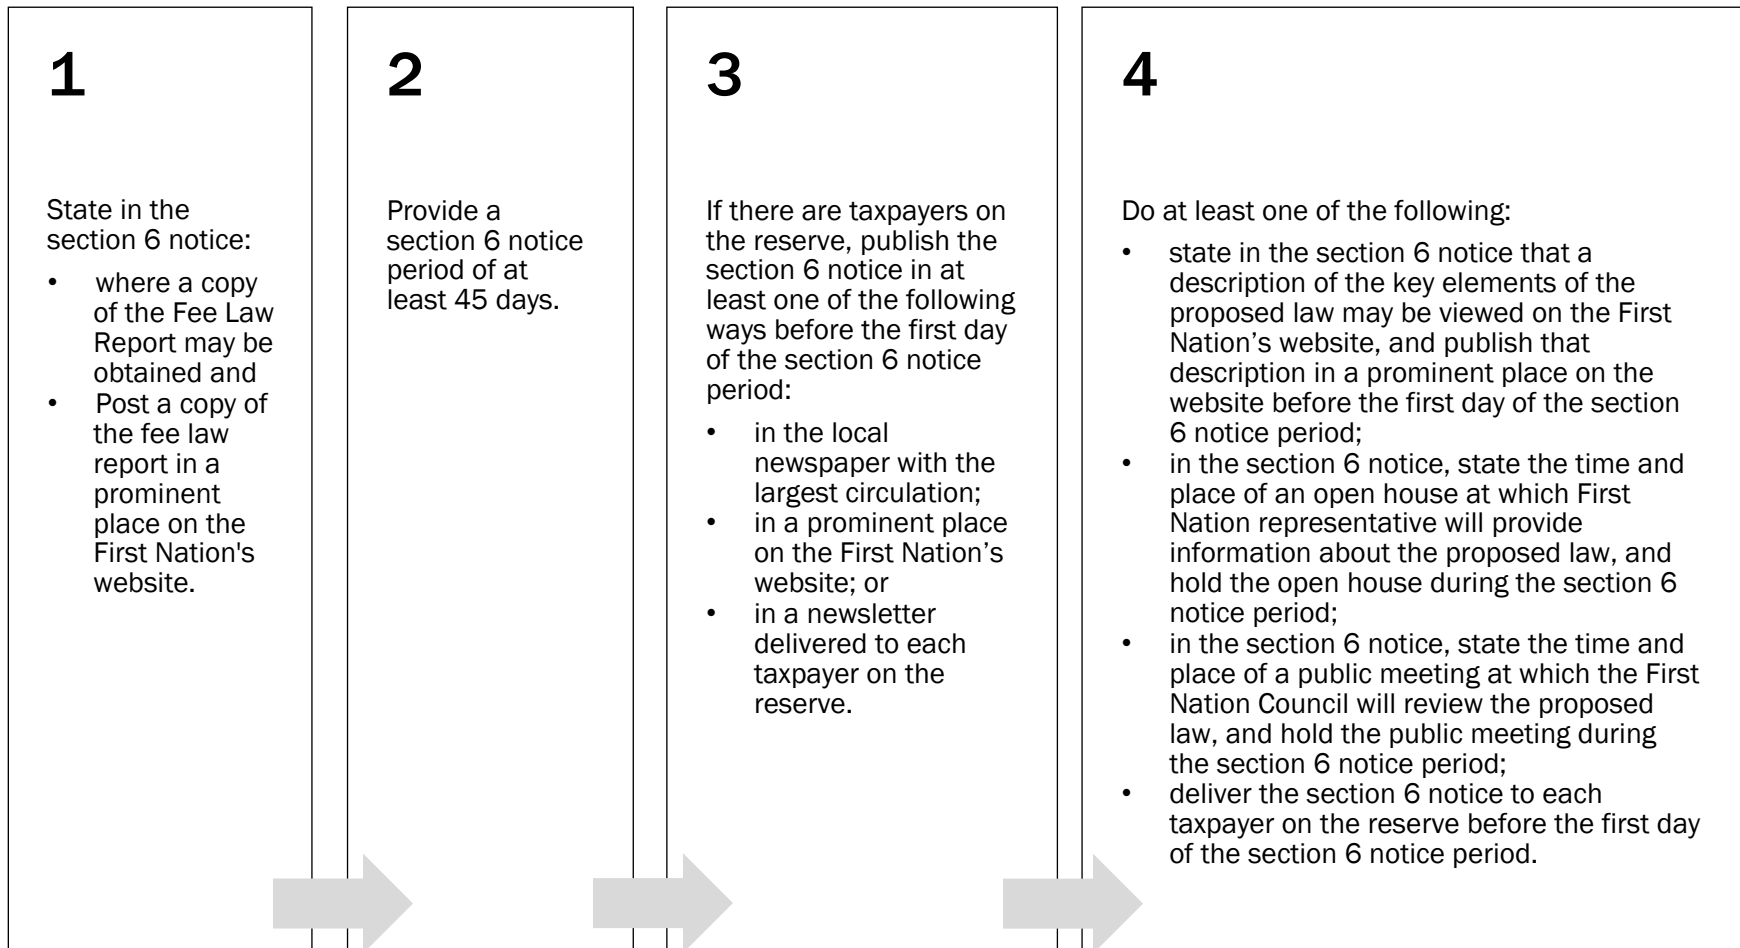 1
State in the
section 6 notice:
• where a copy
of the Fee Law
Report may be
obtained and
• Post a copy of
the fee law
report in a
prominent
place on the
First Nation's
website.
2
Provide a
section 6 notice
period of at
least 45 days.
3
If there are taxpayers on
the reserve, publish the
section 6 notice in at
least one of the following
ways before the first day
of the section 6 notice
period:
• in the local
newspaper with the
largest circulation;
• in a prominent place
on the First Nation’s
website; or
• in a newsletter
delivered to each
taxpayer on the
reserve.
4
Do at least one of the following:
• state in the section 6 notice that a
description of the key elements of the
proposed law may be viewed on the First
Nation’s website, and publish that
description in a prominent place on the
website before the first day of the section
6 notice period;
• in the section 6 notice, state the time and
place of an open house at which First
Nation representative will provide
information about the proposed law, and
hold the open house during the section 6
notice period;
• in the section 6 notice, state the time and
place of a public meeting at which the First
Nation Council will review the proposed
law, and hold the public meeting during
the section 6 notice period;
• deliver the section 6 notice to each
taxpayer on the reserve before the first day
of the section 6 notice period.